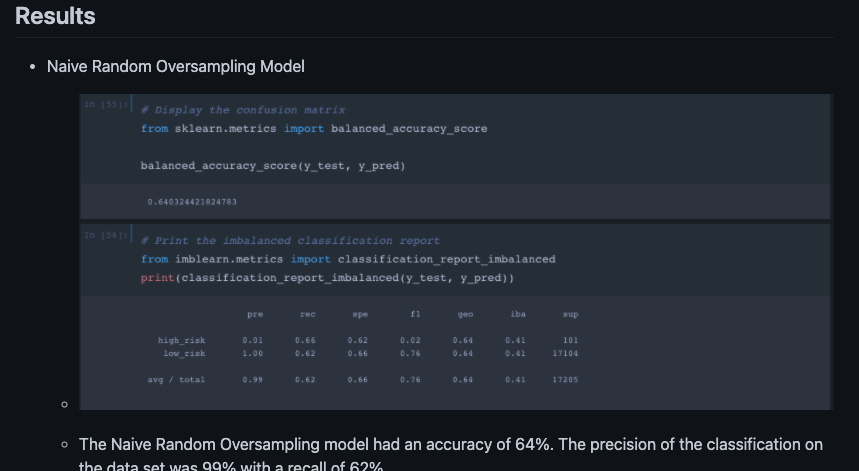 Results
Naive Random Oversampling Model
In [55]:
# Display the confusion matrix
from sklearn.metrics import balanced_accuracy_score
balanced_accuracy_score(y_test, y_pred)
0.640324421824783
In [56]:
# Print the imbalanced classification report
from imblearn.metrics import classification_report_imbalanced
print(classification_report_imbalanced(y_test, y_pred))
pre rec spe f1 geo iba sup
high_risk 0.01 0.66 0.62 0.02 0.64 0.41 101
low_risk 1.00 0.62 0.66 0.76 0.64 0.41 17104
avg / total 0.99 0.62 0.66 0.76 0.64 0.41 17205
The Naive Random Oversampling model had an accuracy of 64%. The precision of the classification on
the data set was 99% with a recall of 62%